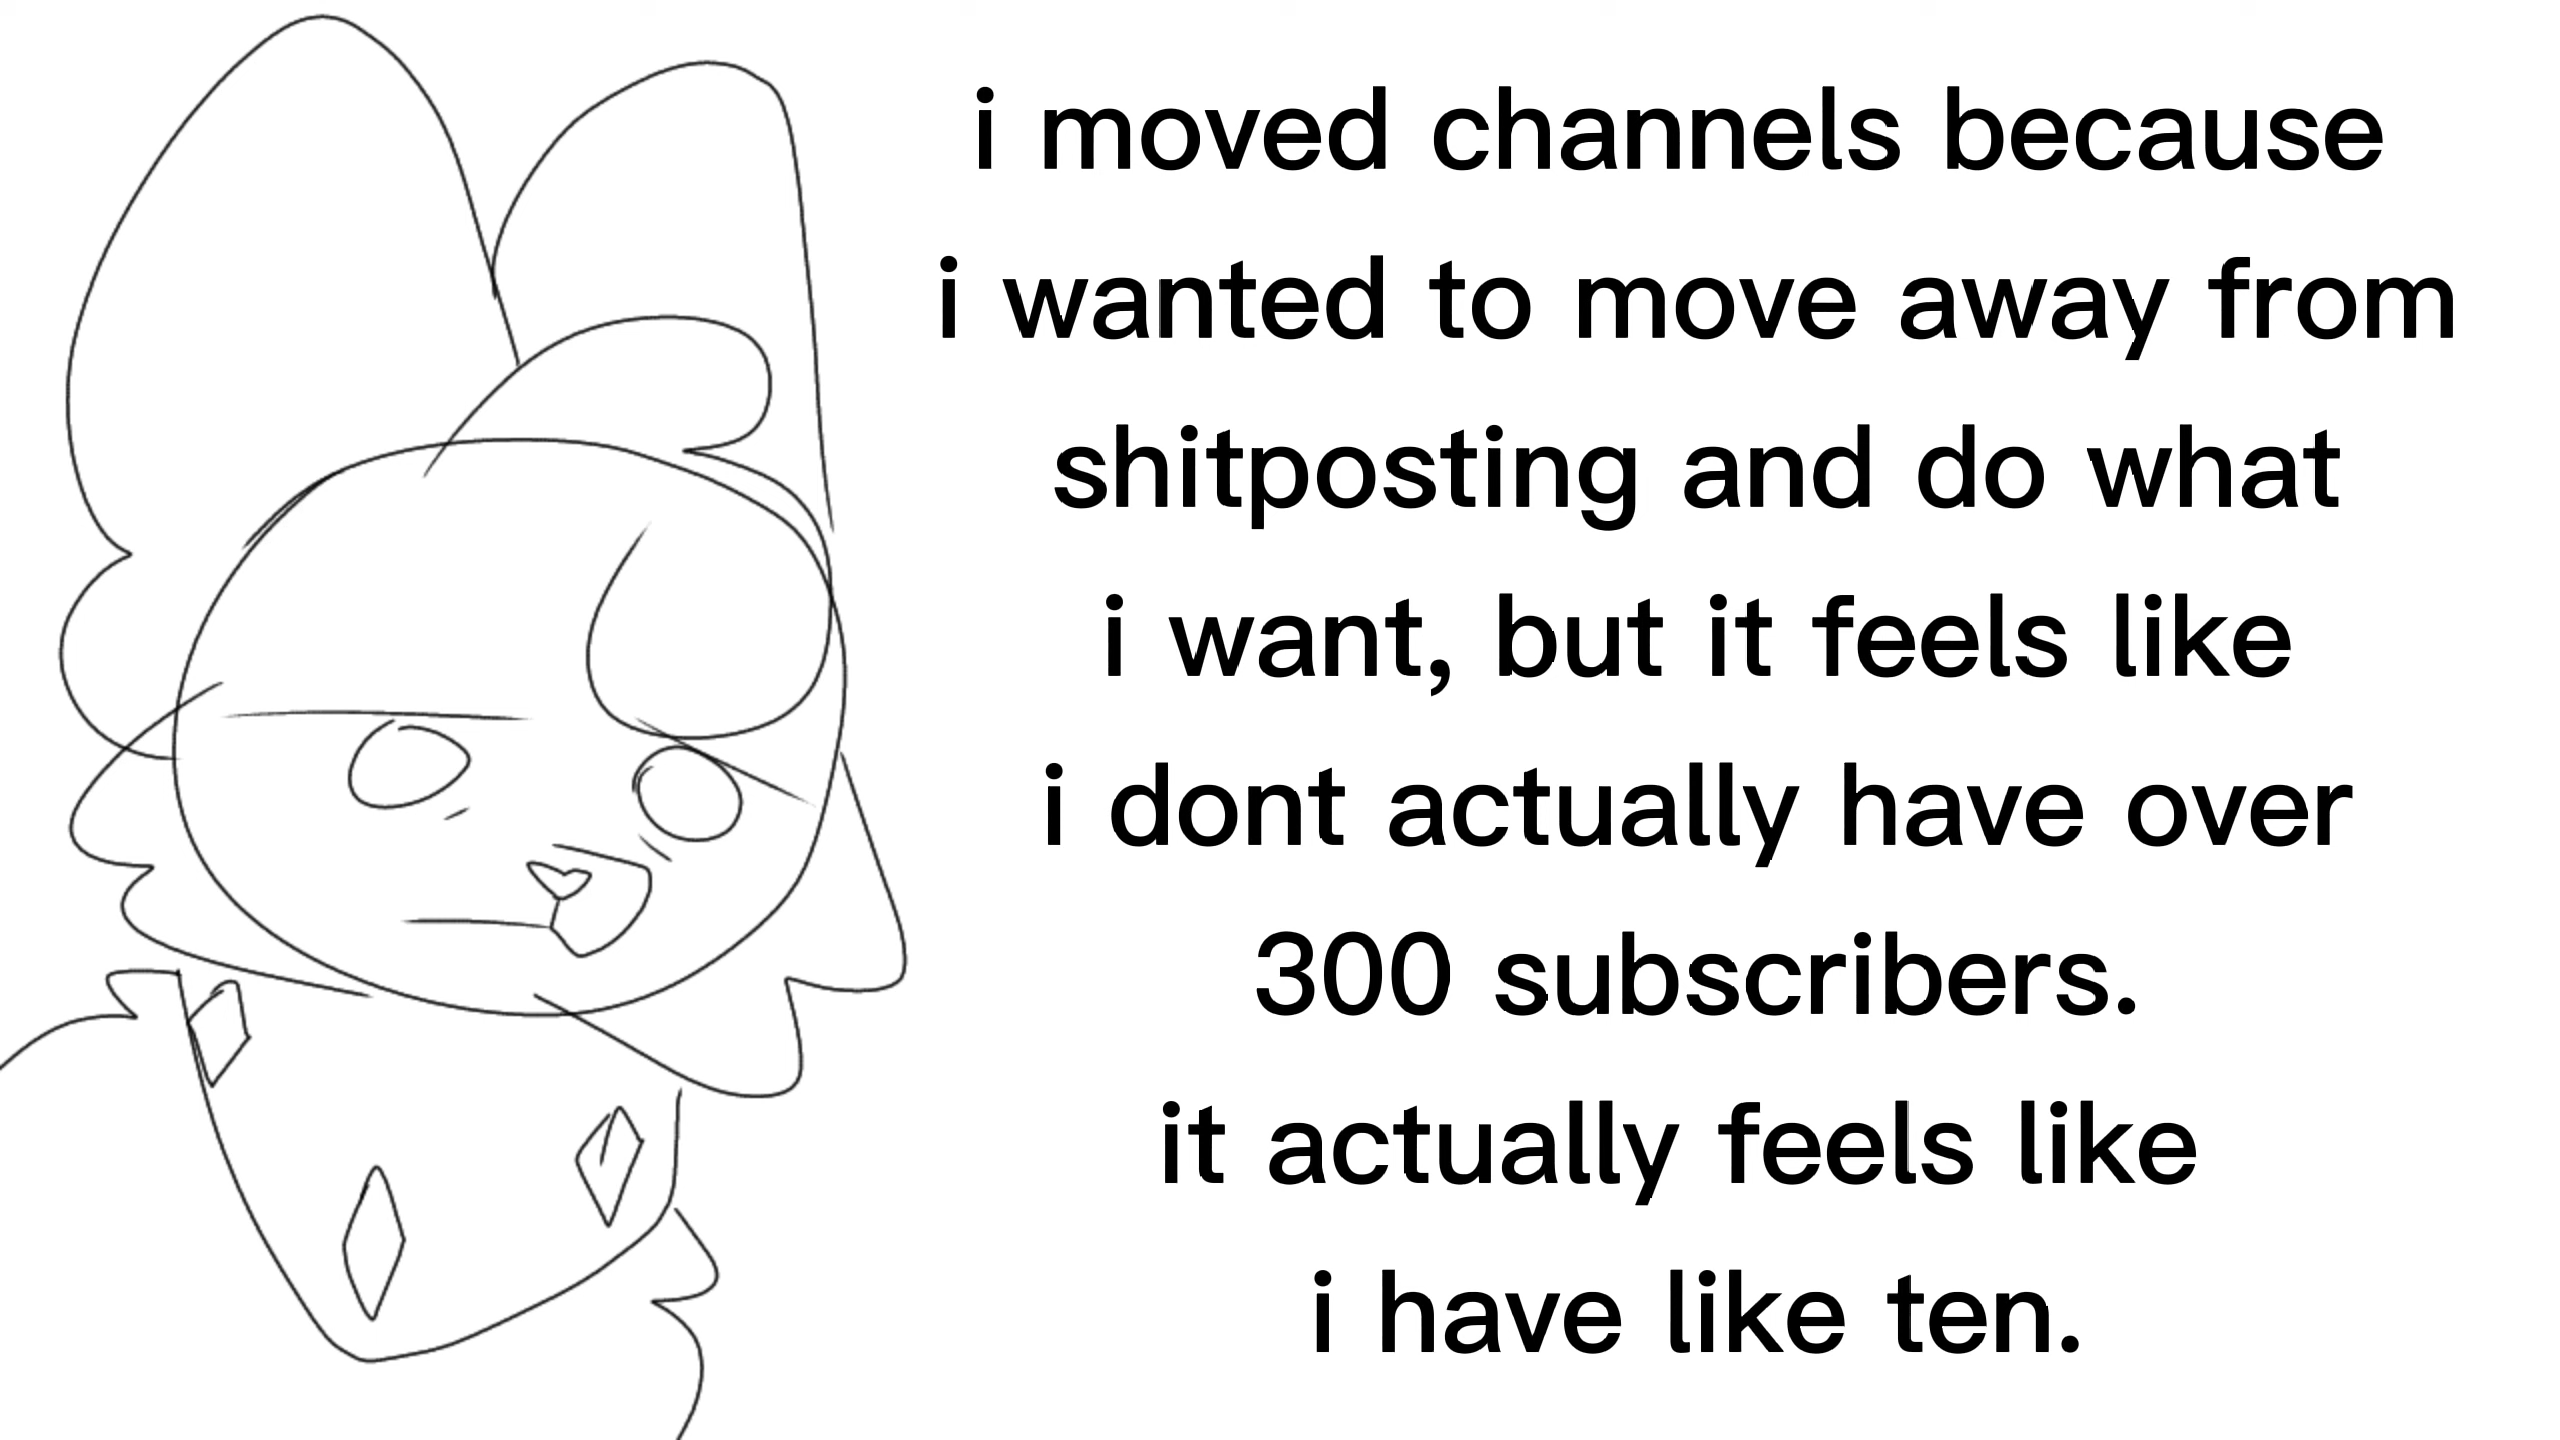 i moved channels because
i wanted to move away from
shitposting and do what
i want, but it feels like
i dont actually have over
300 subscribers.
it actually feels like
i have like ten.